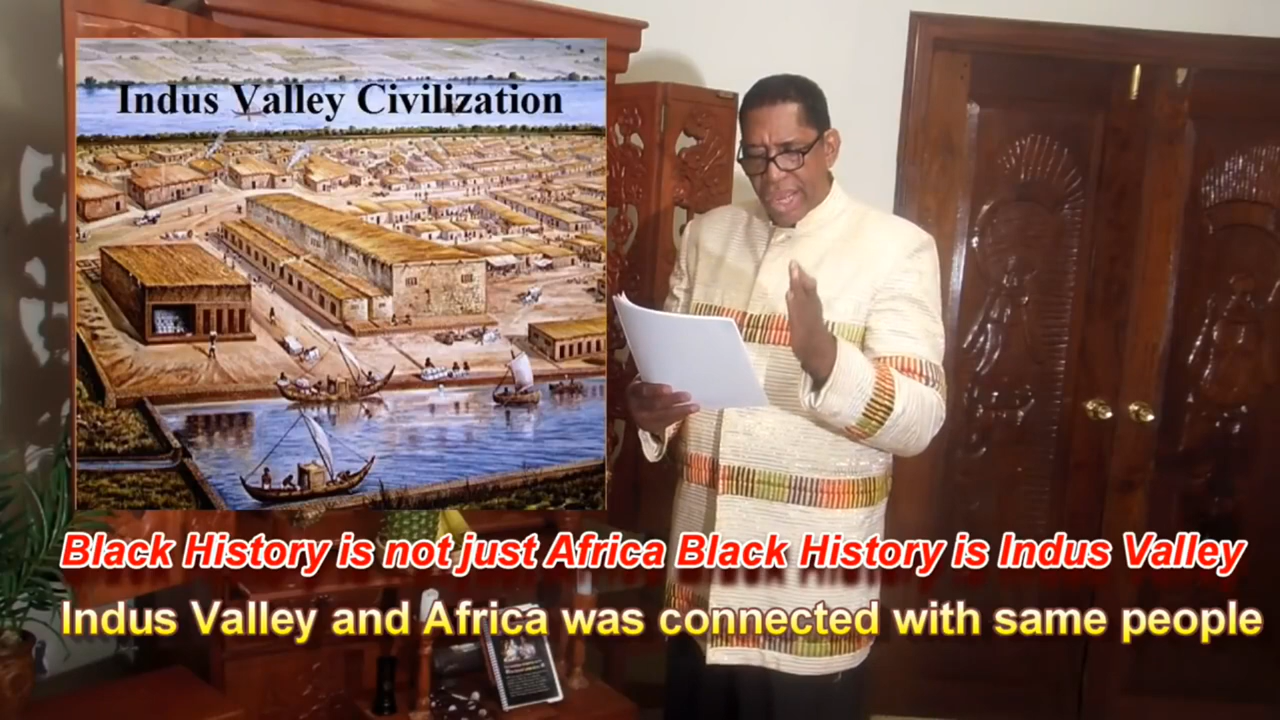 Indus Valley Civilization
Black History is not just Africa Black History is Indus Valley
Indus Valley and Africa was connected with same people